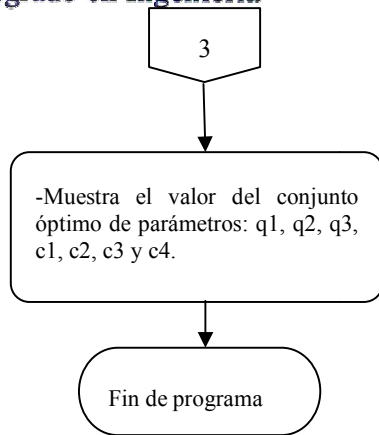 3
-Muestra el valor del conjunto
óptimo de parámetros: q1, q2, q3,
c1, c2, c3 y c4.
Fin de programa